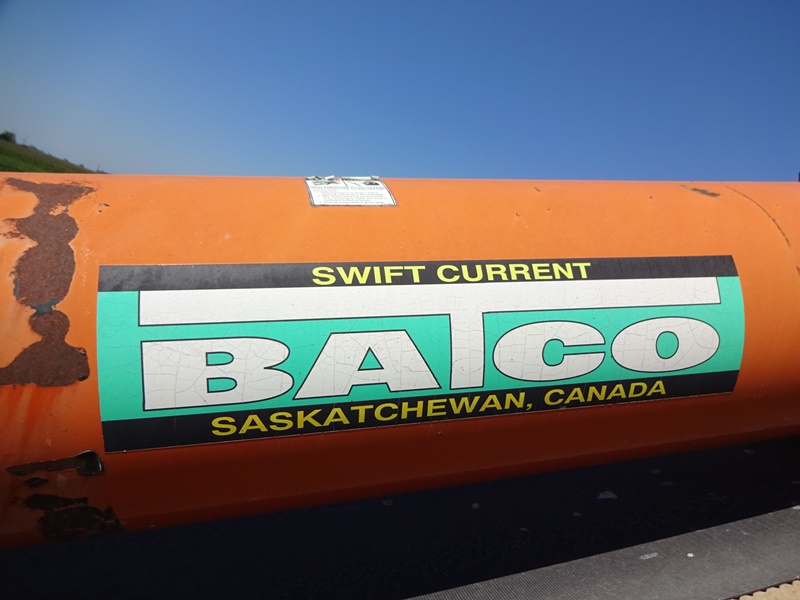 SWIFT CURRENT
BATCO
SASKATCHEWAN, CANADA